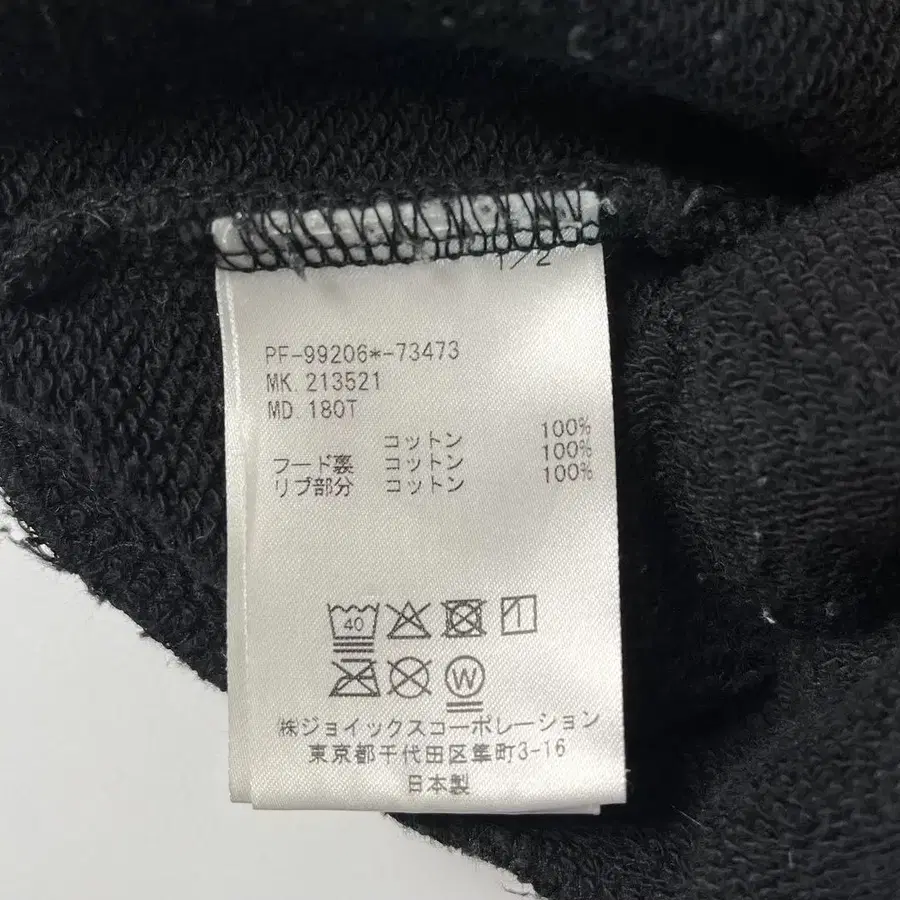 1/2
PF-99206*-73473
MK.213521
MD.180T
コットン 100%
フード裏 コットン 100%
リブ部分 コットン 100%
40
W
㈱ジョイックスコーポレーション
東京都千代田区隼町3-16
日本製